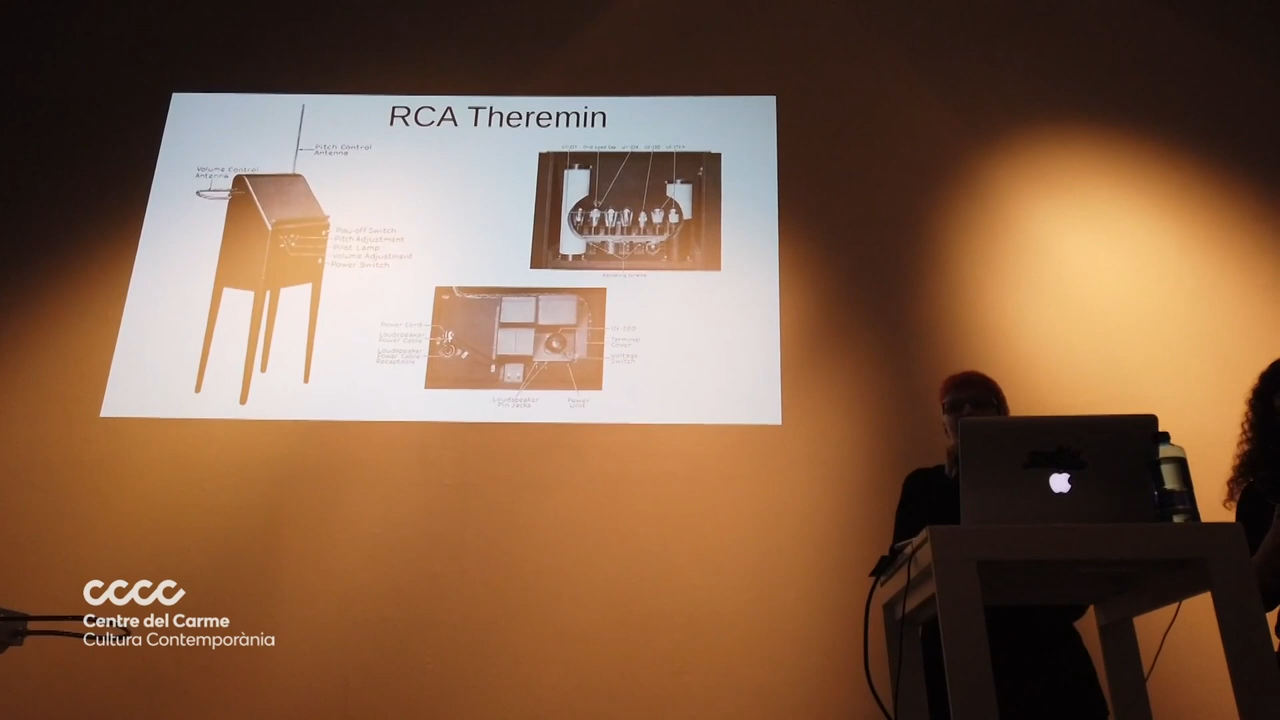 RCA Theremin
Pitch Control
Antenna
Volume Control
Antenna
Play-off Switch
Pitch Adjustment
Pilot Lamp
Volume Adjustment
Power Switch
Power Cord
Loudspeaker
Power Cable
Loudspeaker
Power Cable
Receptacle
Terminal
Cover
Voltage
Switch
Loudspeaker
Pin Jacks
Power
Unit
cccc
Centre del Carme
Cultura Contemporània